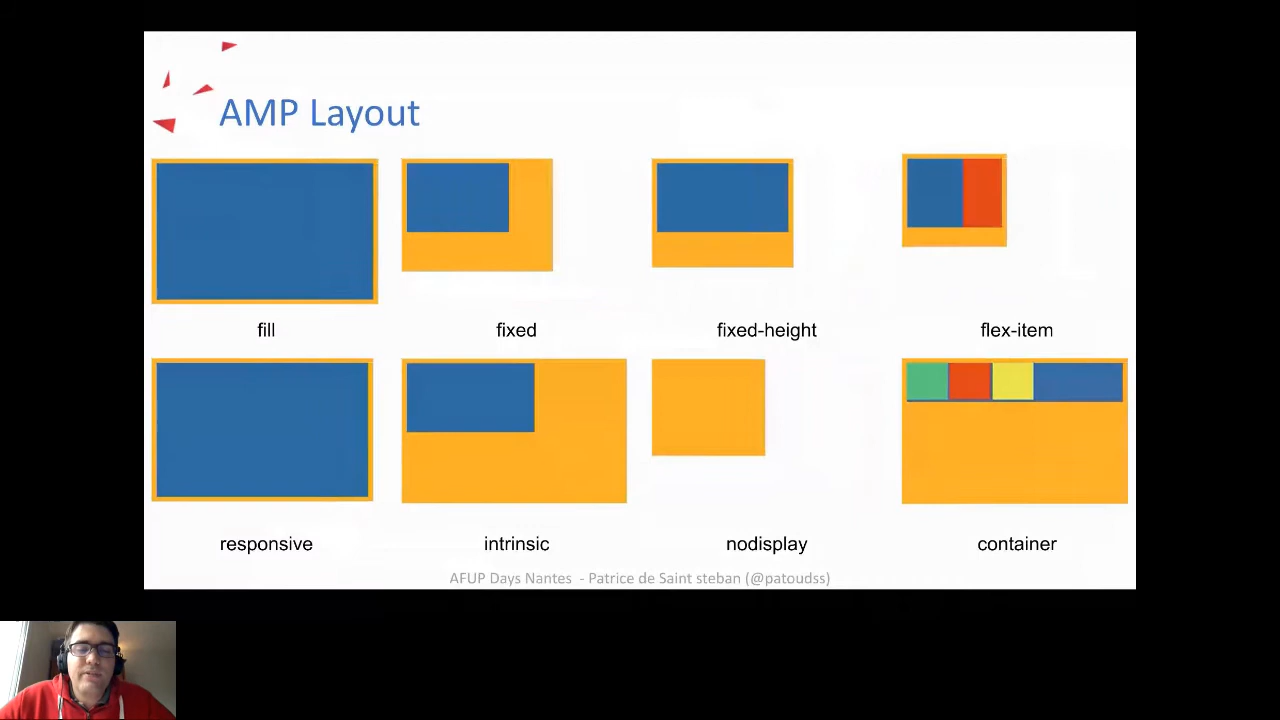 AMP Layout
fill
fixed
fixed-height
flex-item
responsive
intrinsic
nodisplay
container
AFUP Days Nantes - Patrice de Saint steban (@patoudss)